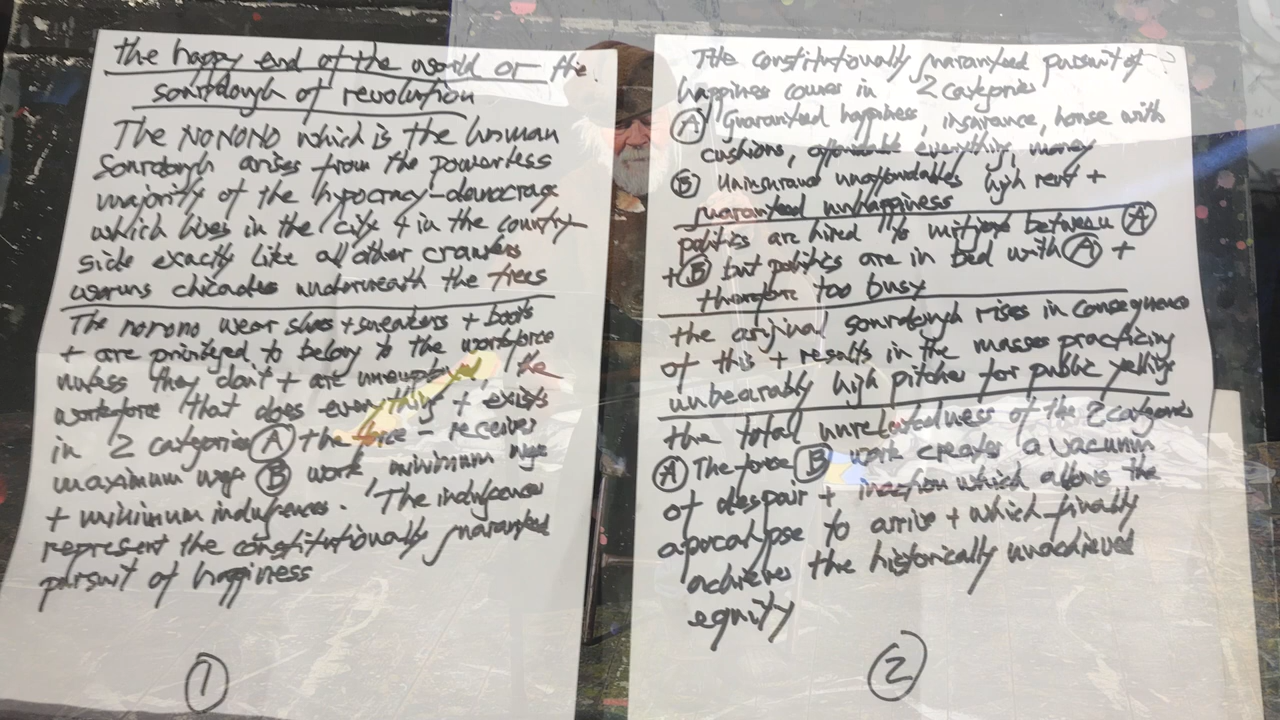 the happy end of the world or the
sourdough of revolution
The NONONO which is the human
Sourdough arises from the powerless
majority of the hypocracy-democracy
which lives in the city + in the country-
side exactly like all other crawlers
worms chicades underneath the trees
The nonono wear shoes + sneakers + boots
+ are privileged to belong to the workforce
unless they don't + are unemployed. The
workforce that does everything + exists
in 2 categories (A) the force - receives
maximum wage (B) work, minimum wage
+ minimum indulgences. The indulgences
represent the constitutionally guaranteed
pursuit of happiness
1
The constitutionally guaranteed pursuit of
happiness comes in 2 categories
(A) Guaranteed happiness, insurance, house with
cushions, affordable everything, money
(B) Uninsured unaffordables high rent +
guaranteed unhappiness
politics are hired to mitigate between (A)
+ (B) but politics are in bed with (A) +
therefore too busy
the original sourdough rises in consequence
of this + results in the masses practicing
unbearably high pitches for public yelling
the total unrelatedness of the 2 categories
(A) The force (B) work creates a vacuum
of despair + inaction which allows the
apocalypse to arrive + which finally
achieves the historically unachieved
equity
2